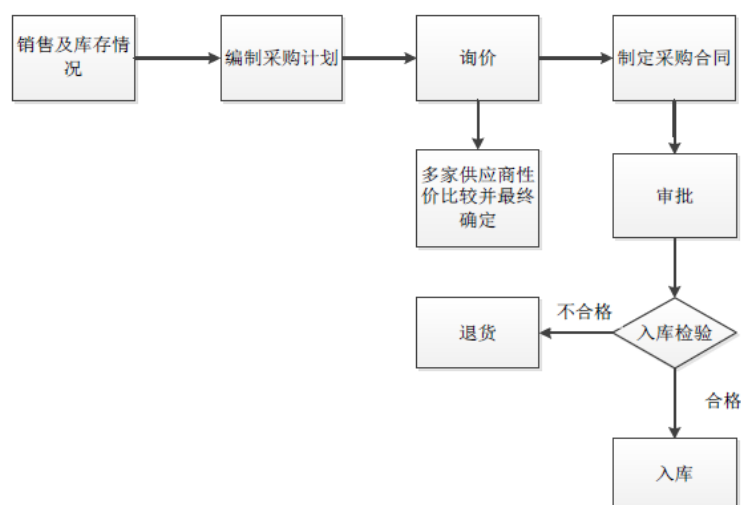 销售及库存情
况
编制采购计划
询价
制定采购合同
多家供应商性
价比较并最终
确定
审批
不合格
退货
入库检验
合格
入库